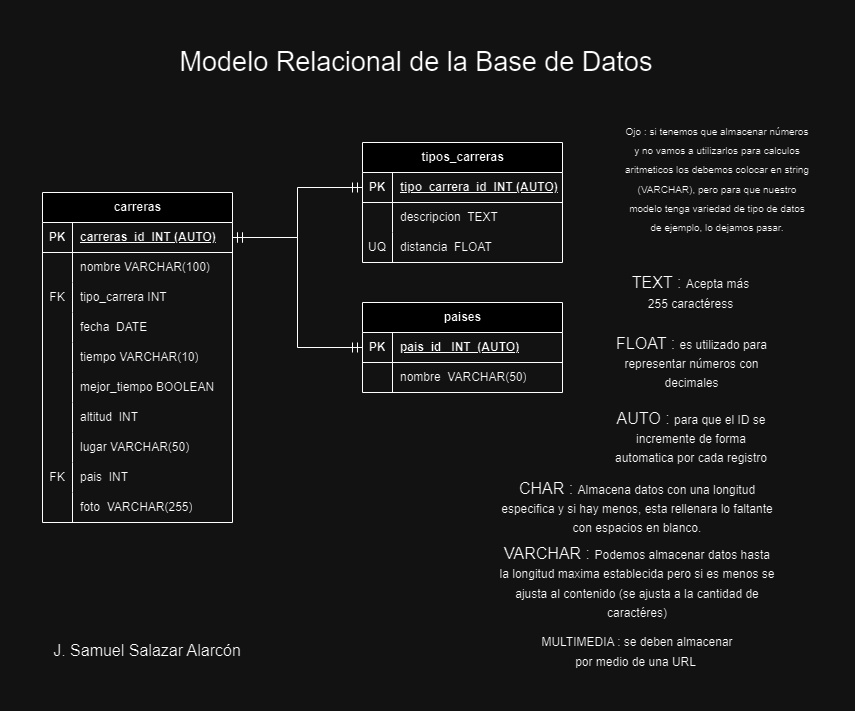 Modelo Relacional de la Base de Datos
carreras
PK carreras_id INT (AUTO)
nombre VARCHAR(100)
FK tipo_carrera INT
fecha DATE
tiempo VARCHAR(10)
mejor_tiempo BOOLEAN
altitud INT
lugar VARCHAR(50)
FK pais INT
foto VARCHAR(255)
tipos_carreras
PK tipo_carrera_id INT (AUTO)
descripcion TEXT
UQ distancia FLOAT
paises
PK pais_id INT (AUTO)
nombre VARCHAR(50)
Ojo : si tenemos que almacenar números
y no vamos a utilizarlos para calculos
aritmeticos los debemos colocar en string
(VARCHAR), pero para que nuestro
modelo tenga variedad de tipo de datos
de ejemplo, lo dejamos pasar.
TEXT : Acepta más
255 caractéress
FLOAT : es utilizado para
representar números con
decimales
AUTO : para que el ID se
incremente de forma
automatica por cada registro
CHAR : Almacena datos con una longitud
especifica y si hay menos, esta rellenara lo faltante
con espacios en blanco.
VARCHAR : Podemos almacenar datos hasta
la longitud maxima establecida pero si es menos se
ajusta al contenido (se ajusta a la cantidad de
caractéres)
MULTIMEDIA : se deben almacenar
por medio de una URL
J. Samuel Salazar Alarcón